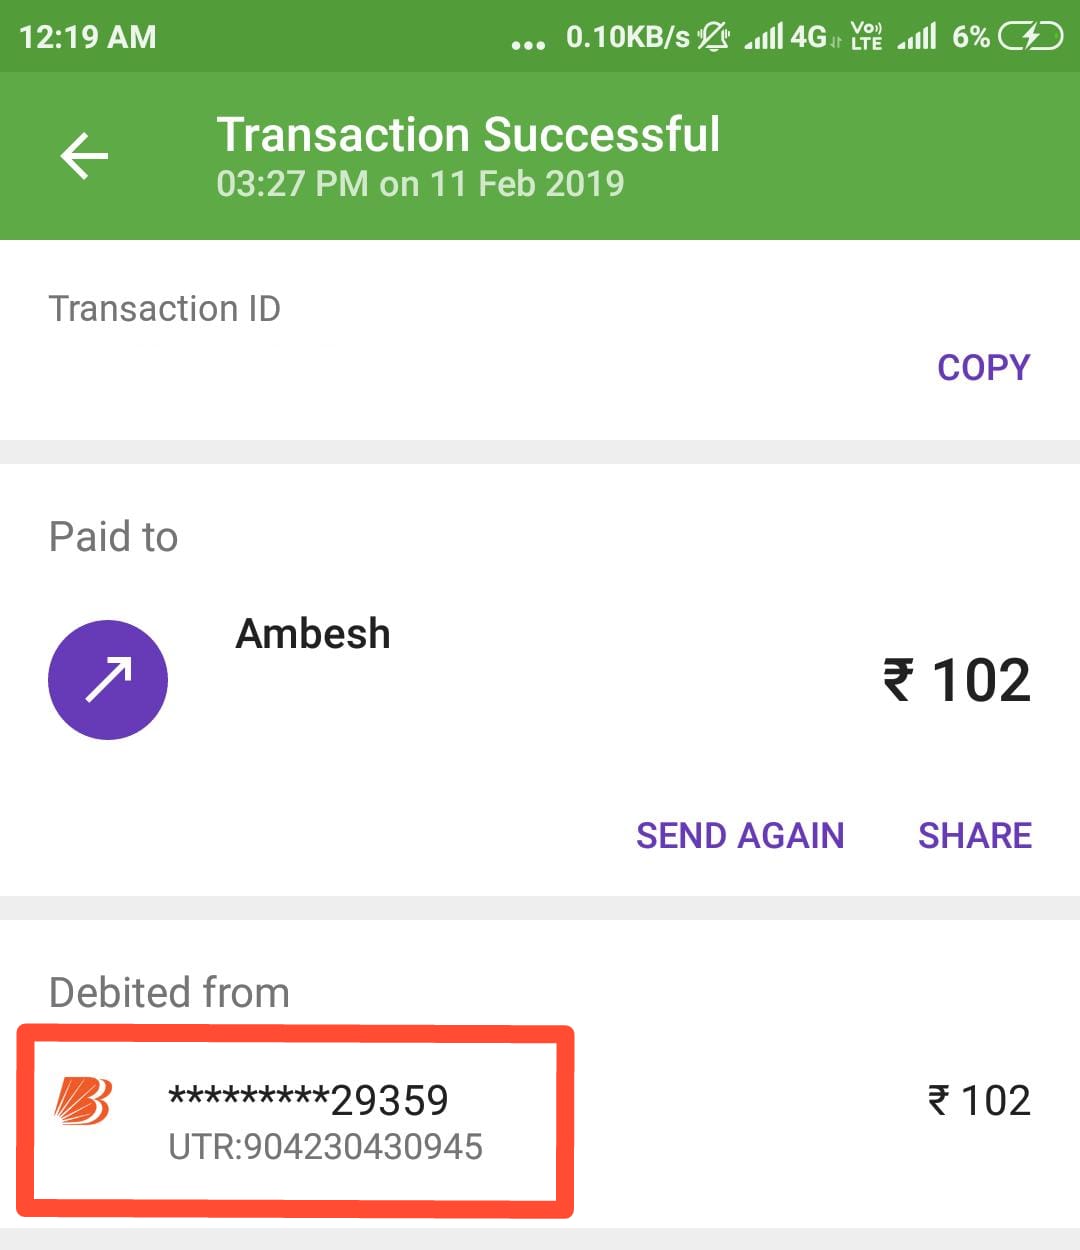 12:19 AM ... 0.10KB/s 4G Vo)) LTE 6%
Transaction Successful
03:27 PM on 11 Feb 2019
Transaction ID
COPY
Paid to
Ambesh
₹ 102
SEND AGAIN SHARE
Debited from
*********29359 ₹ 102
UTR:904230430945